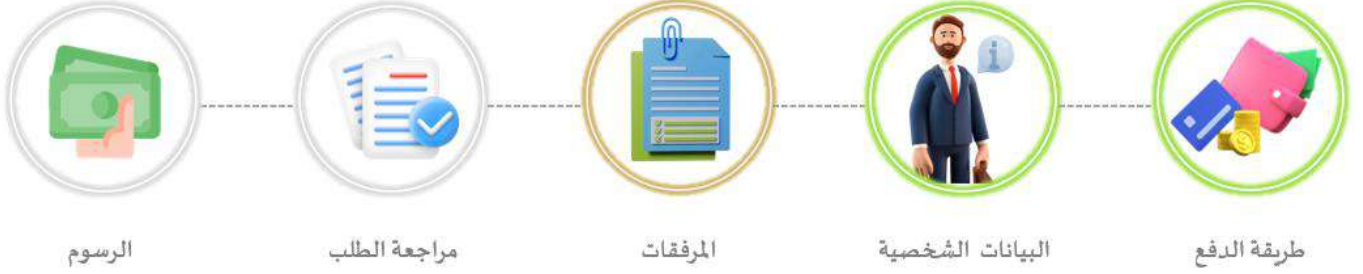 طريقة الدفع
البيانات الشخصية
المرفقات
مراجعة الطلب
الرسوم